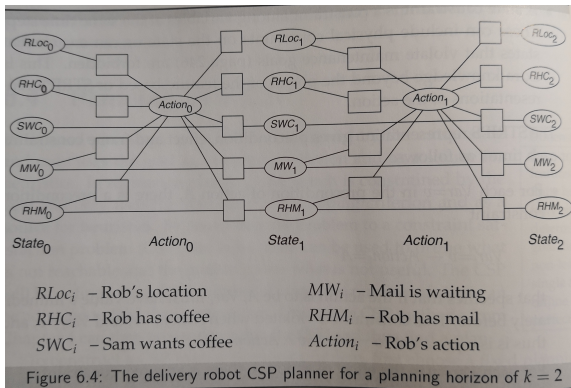 RLoc₀ RLoc₁ RLoc₂
RHC₀ RHC₁ RHC₂
Action₀ Action₁
SWC₀ SWC₁ SWC₂
MW₀ MW₁ MW₂
RHM₀ RHM₁ RHM₂
State₀ Action₀ State₁ Action₁ State₂
RLocᵢ – Rob's location MWᵢ – Mail is waiting
RHCᵢ – Rob has coffee RHMᵢ – Rob has mail
SWCᵢ – Sam wants coffee Actionᵢ – Rob's action
Figure 6.4: The delivery robot CSP planner for a planning horizon of k = 2